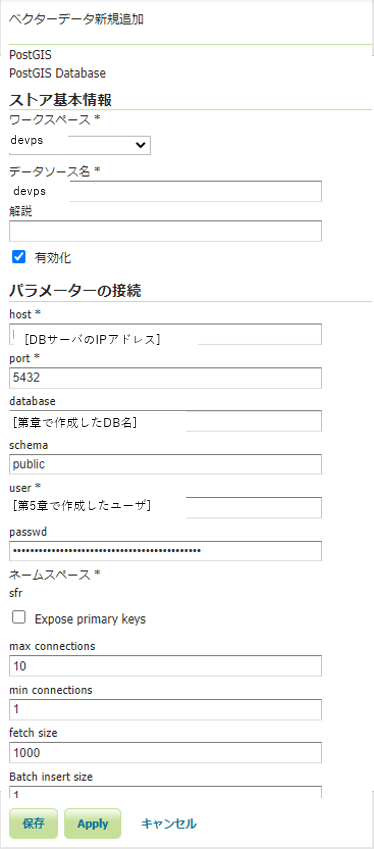 ベクターデータ新規追加
PostGIS
PostGIS Database
ストア基本情報
ワークスペース *
devps
データソース名 *
devps
解説
有効化
パラメーターの接続
host *
[DBサーバのIPアドレス]
port *
5432
database
[第章で作成したDB名]
schema
public
user *
[第5章で作成したユーザ]
passwd
••••••••••••••••••••••••••••••••••••••••••••
ネームスペース *
sfr
Expose primary keys
max connections
10
min connections
1
fetch size
1000
Batch insert size
1
保存 Apply キャンセル